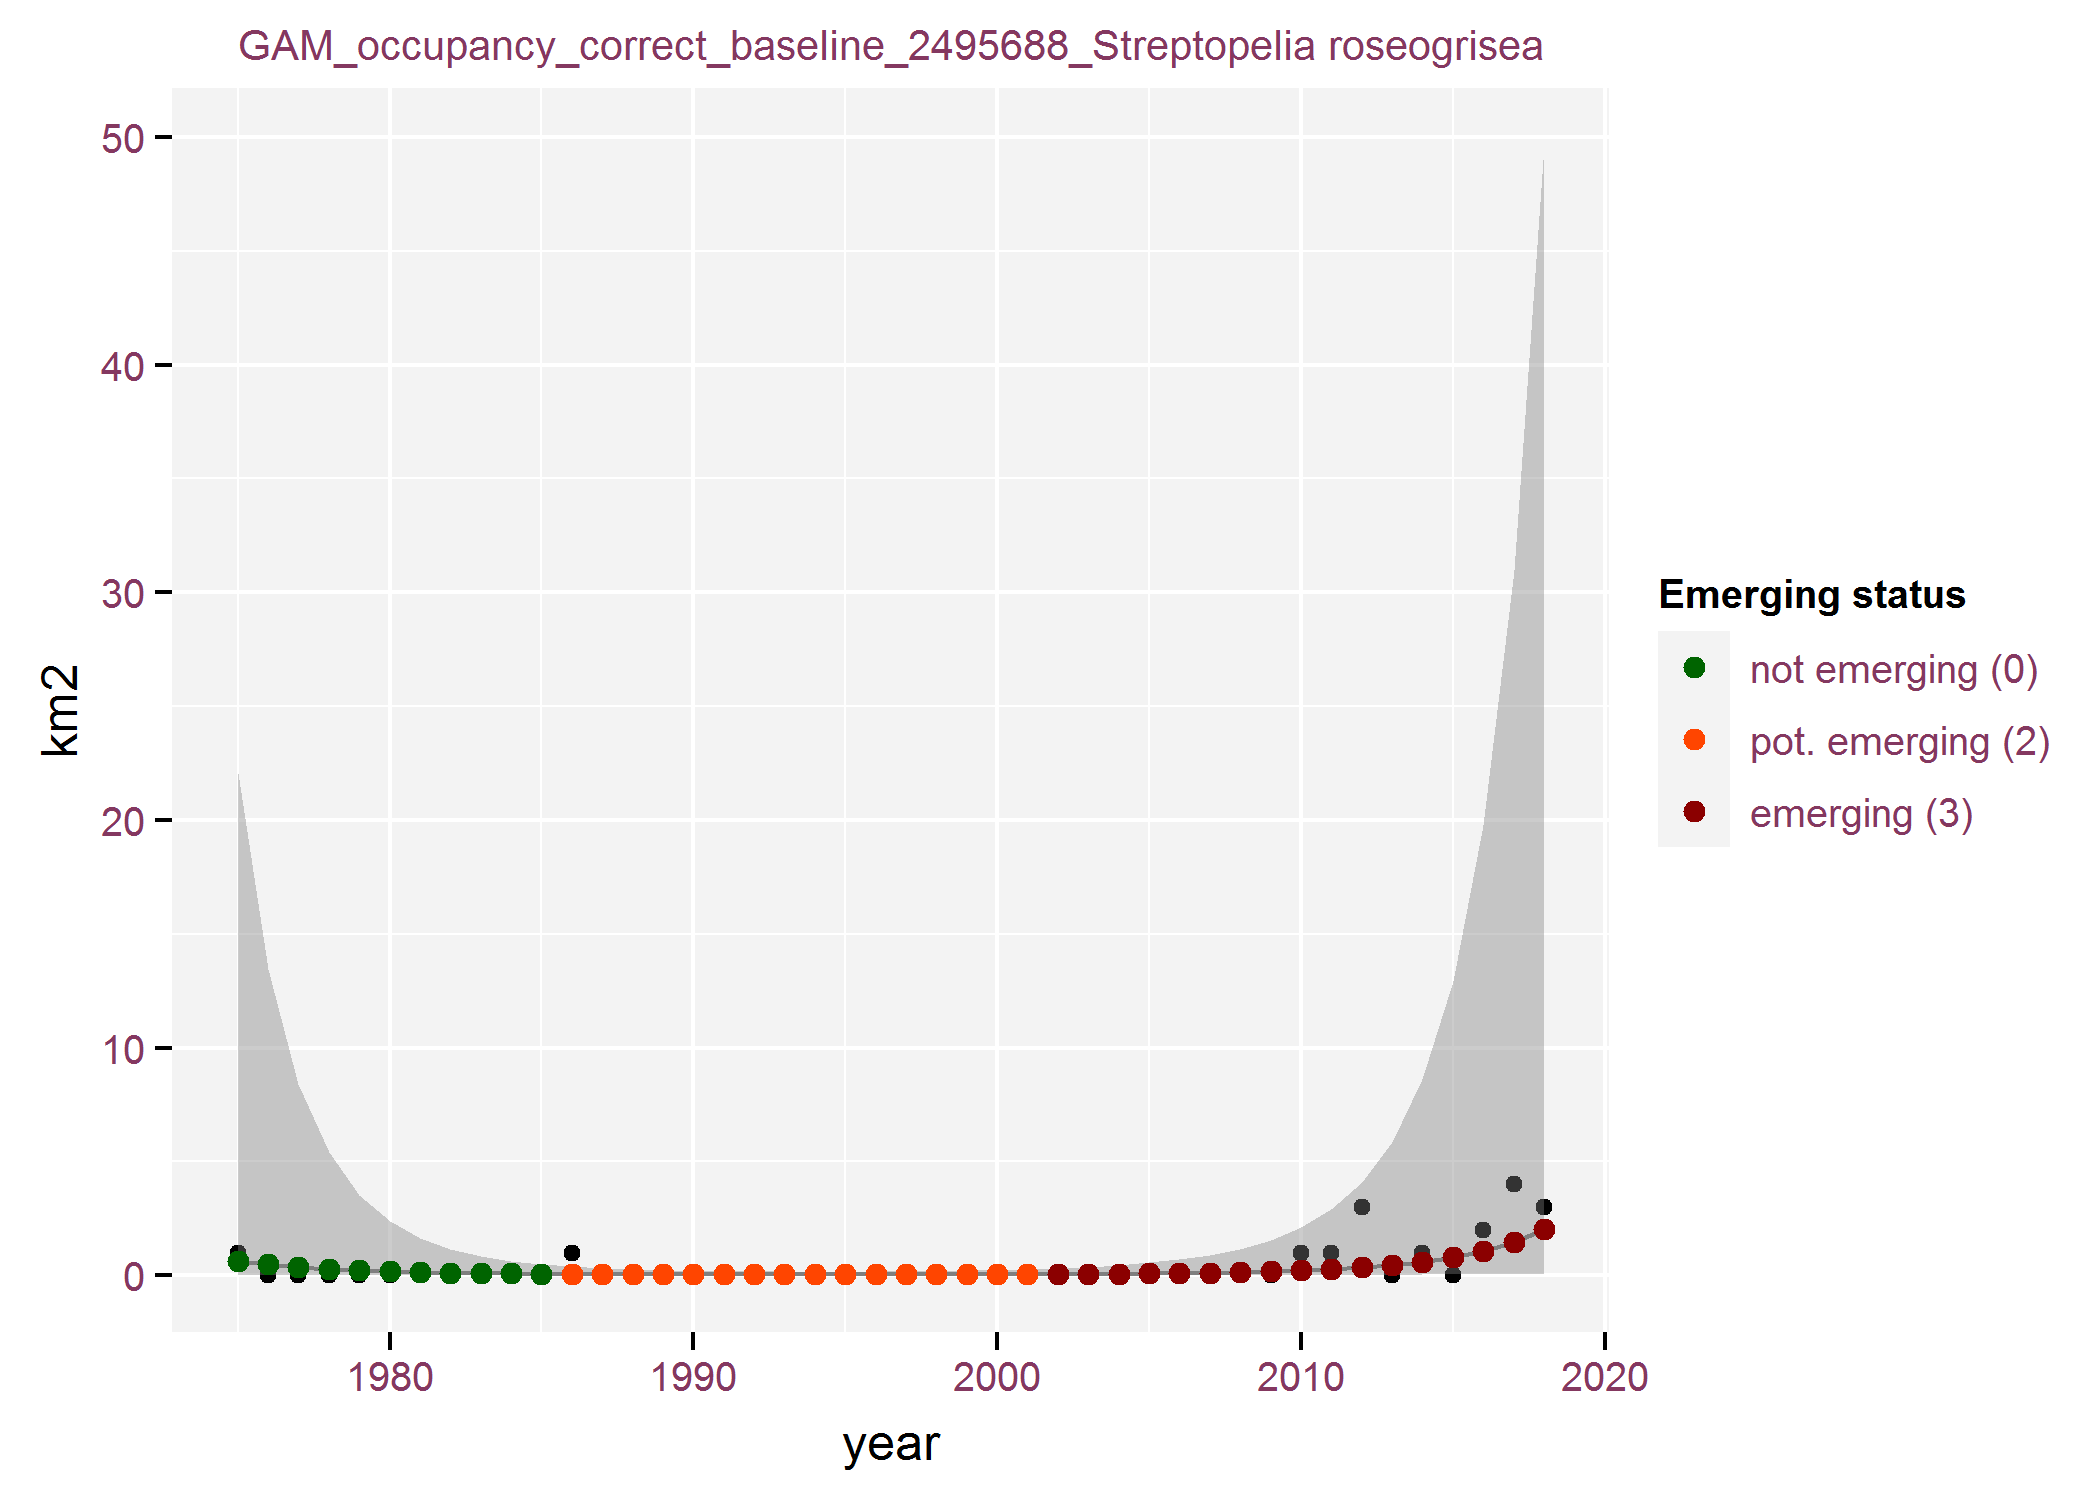 GAM_occupancy_correct_baseline_2495688_Streptopelia roseogrisea
50
40
30
20
10
0
km2
1980 1990 2000 2010 2020
year
Emerging status
not emerging (0)
pot. emerging (2)
emerging (3)